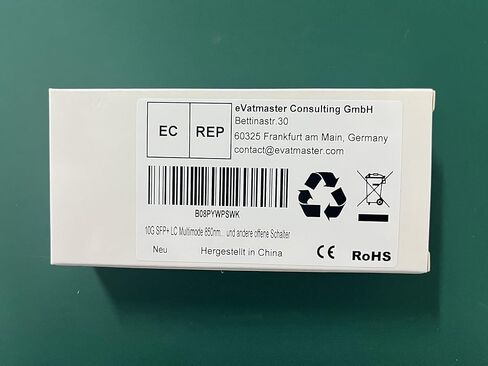 EC REP
eVatmaster Consulting GmbH
Bettinastr.30
60325 Frankfurt am Main, Germany
contact@evatmaster.com
B08PYWPSWK
10G SFP+ LC Multimode 850nm... und andere offene Schalter
Neu Hergestellt in China
CE RoHS